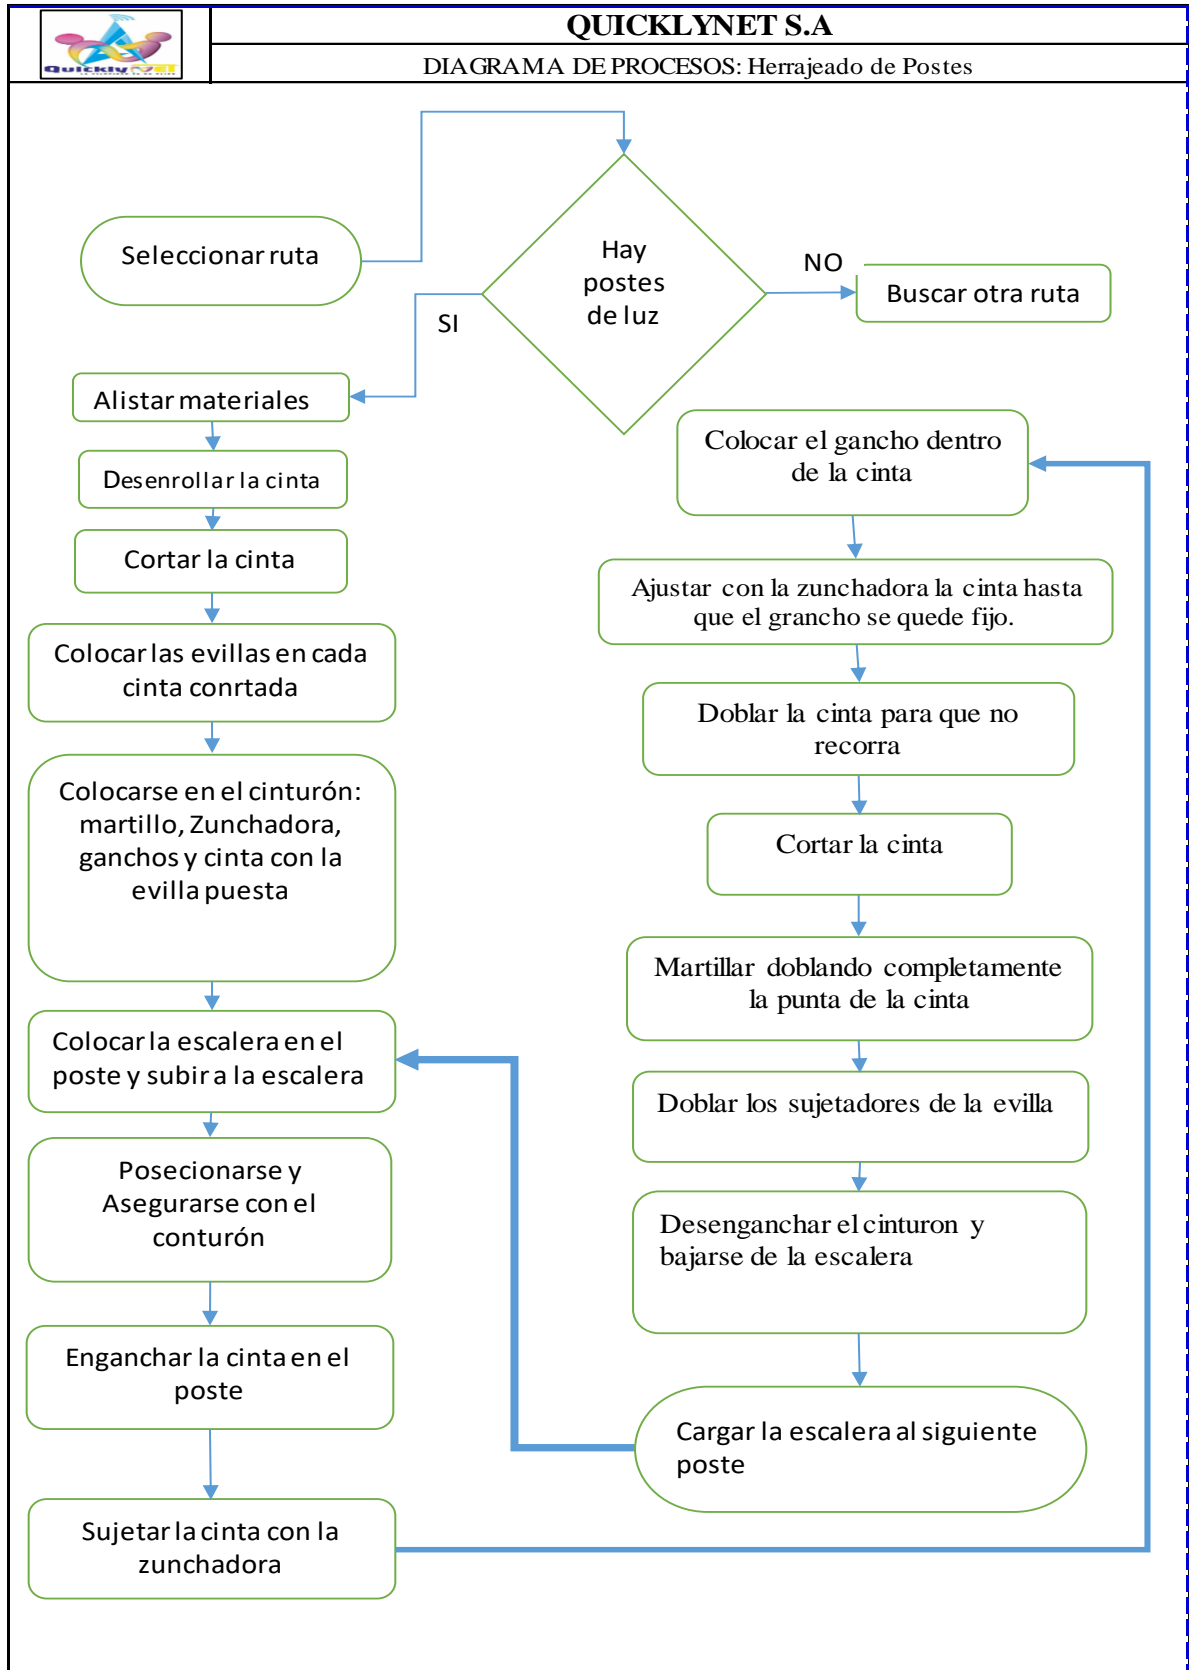 Quickly NET
QUICKLYNET S.A
DIAGRAMA DE PROCESOS: Herrajeado de Postes
Seleccionar ruta
Hay
postes
de luz
NO
Buscar otra ruta
SI
Alistar materiales
Desenrollar la cinta
Cortar la cinta
Colocar las evillas en cada
cinta conrtada
Colocarse en el cinturón:
martillo, Zunchadora,
ganchos y cinta con la
evilla puesta
Colocar la escalera en el
poste y subir a la escalera
Posecionarse y
Asegurarse con el
conturón
Enganchar la cinta en el
poste
Sujetar la cinta con la
zunchadora
Colocar el gancho dentro
de la cinta
Ajustar con la zunchadora la cinta hasta
que el grancho se quede fijo.
Doblar la cinta para que no
recorra
Cortar la cinta
Martillar doblando completamente
la punta de la cinta
Doblar los sujetadores de la evilla
Desenganchar el cinturon y
bajarse de la escalera
Cargar la escalera al siguiente
poste